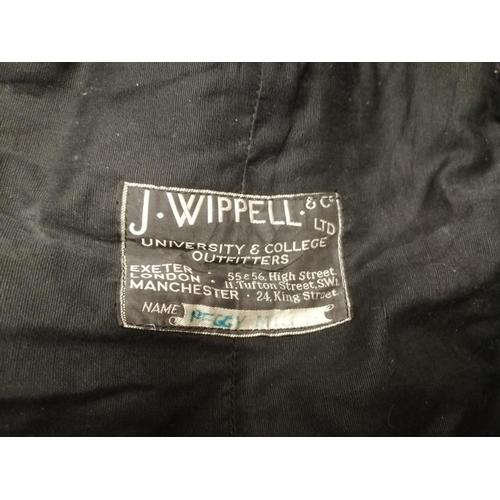 J. WIPPELL. & Co LTD
UNIVERSITY & COLLEGE
OUTFITTERS
EXETER · 55 & 56, High Street.
LONDON · 11, Tufton Street, S.W.1.
MANCHESTER · 24, King Street.
NAME PEGGY